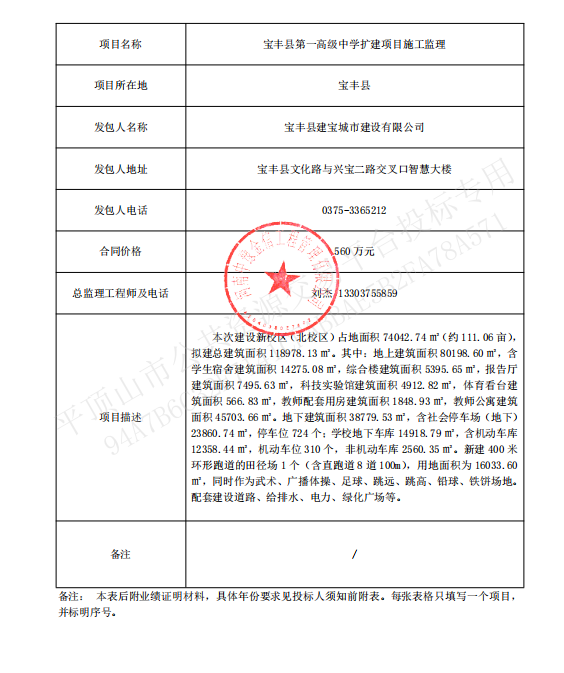 项目名称 宝丰县第一高级中学扩建项目施工监理
项目所在地 宝丰县
发包人名称 宝丰县建宝城市建设有限公司
发包人地址 宝丰县文化路与兴宝二路交叉口智慧大楼
发包人电话 0375-3365212
合同价格 560 万元
总监理工程师及电话 刘杰 13303755859
项目描述
本次建设新校区（北校区）占地面积 74042.74 ㎡（约 111.06 亩），
拟建总建筑面积 118978.13 ㎡。其中：地上建筑面积 80198.60 ㎡，含
学生宿舍建筑面积 14275.08 ㎡，综合楼建筑面积 5395.65 ㎡，报告厅
建筑面积 7495.63 ㎡，科技实验馆建筑面积 4912.82 ㎡，体育看台建
筑面积 566.83 ㎡，教师配套用房建筑面积 1848.93 ㎡，教师公寓建筑
面积 45703.66 ㎡。地下建筑面积 38779.53 ㎡，含社会停车场（地下）
23860.74 ㎡，停车位 724 个；学校地下车库 14918.79 ㎡，含机动车库
12358.44 ㎡，机动车位 310 个，非机动车库 2560.35 ㎡。新建 400 米
环形跑道的田径场 1 个（含直跑道 8 道 100m），用地面积为 16033.60
㎡，同时作为武术、广播体操、足球、跳远、跳高、铅球、铁饼场地。
配套建设道路、给排水、电力、绿化广场等。
备注 /
备注： 本表后附业绩证明材料，具体年份要求见投标人须知前附表。每张表格只填写一个项目，
并标明序号。